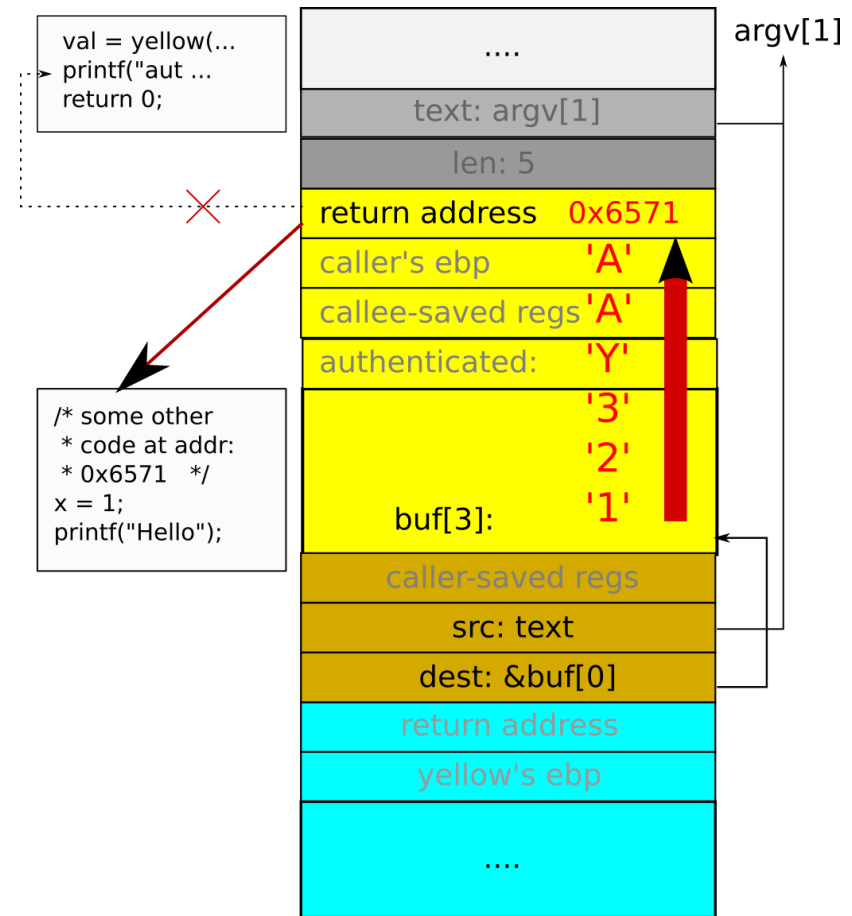 val = yellow(...
printf("aut ...
return 0;
....
argv[1]
text: argv[1]
len: 5
return address 0x6571
caller's ebp 'A'
callee-saved regs 'A'
authenticated: 'Y'
'3'
'2'
buf[3]: '1'
/* some other
* code at addr:
* 0x6571 */
x = 1;
printf("Hello");
caller-saved regs
src: text
dest: &buf[0]
return address
yellow's ebp
....